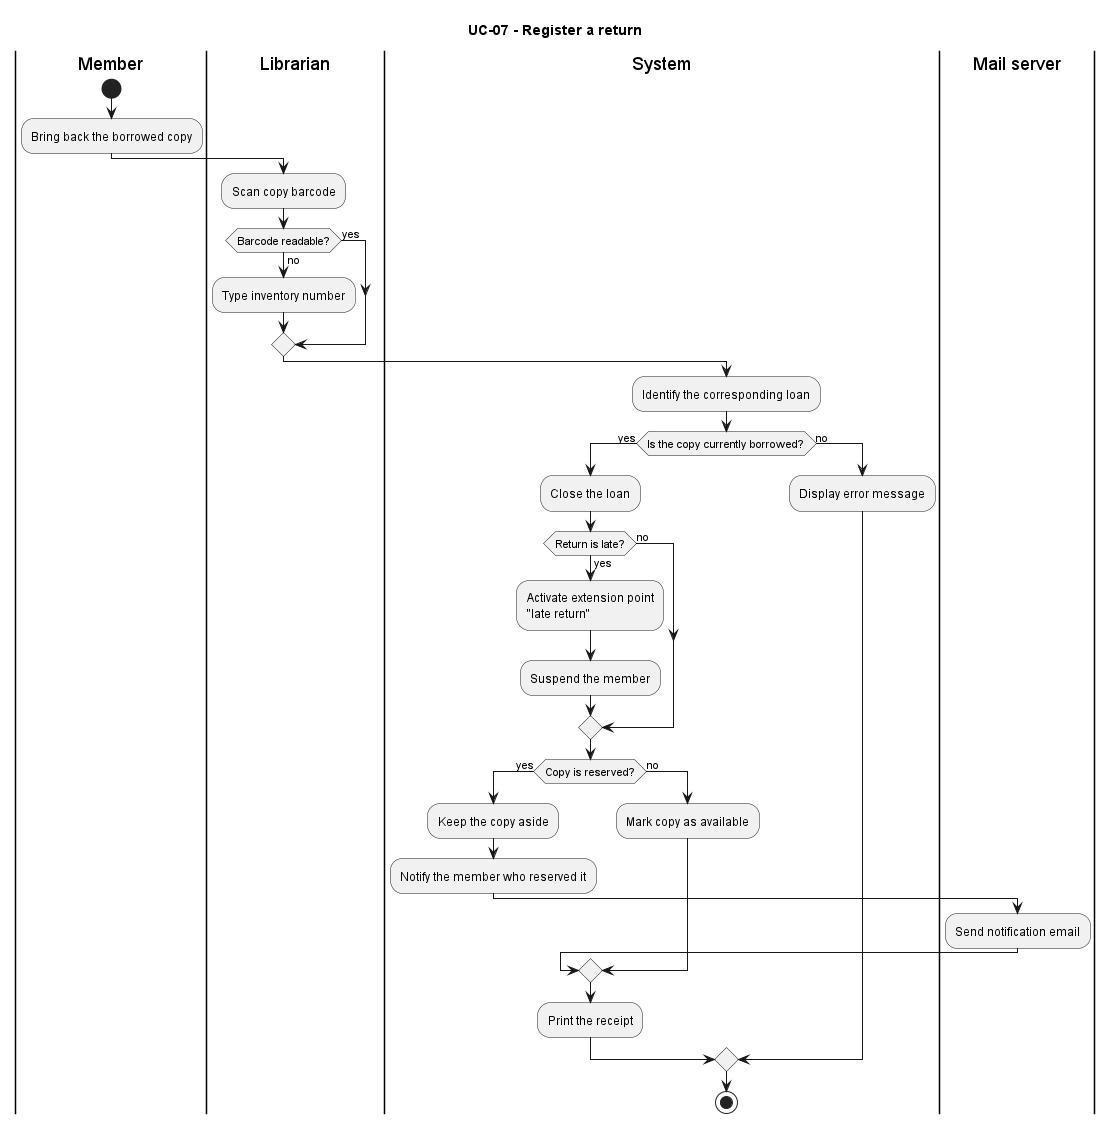 UC-07 - Register a return
Member
Librarian
System
Mail server
Bring back the borrowed copy
Scan copy barcode
Barcode readable?
yes
no
Type inventory number
Identify the corresponding loan
yes
Is the copy currently borrowed?
no
Close the loan
Display error message
Return is late?
no
yes
Activate extension point
"late return"
Suspend the member
yes
Copy is reserved?
no
Keep the copy aside
Mark copy as available
Notify the member who reserved it
Send notification email
Print the receipt